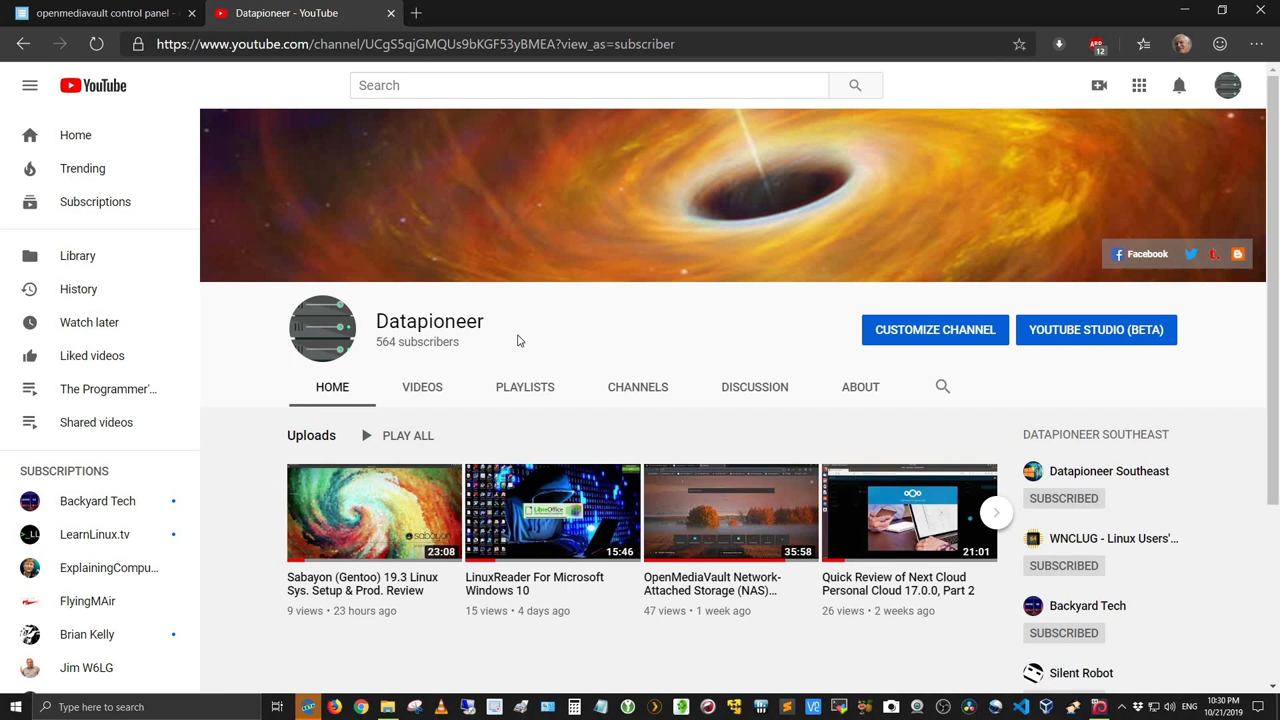 openmediavault control panel -
Datapioneer - YouTube
https://www.youtube.com/channel/UCgS5qjGMQUs9bKGF53yBMEA?view_as=subscriber
12
YouTube
Search
Home
Trending
Subscriptions
Library
History
Watch later
Liked videos
The Programmer'...
Shared videos
SUBSCRIPTIONS
Backyard Tech
LearnLinux.tv
ExplainingCompu...
FlyingMAir
Brian Kelly
Jim W6LG
Facebook
Datapioneer
564 subscribers
CUSTOMIZE CHANNEL
YOUTUBE STUDIO (BETA)
HOME
VIDEOS
PLAYLISTS
CHANNELS
DISCUSSION
ABOUT
Uploads
PLAY ALL
sabayon
23:08
Sabayon (Gentoo) 19.3 Linux
Sys. Setup & Prod. Review
9 views • 23 hours ago
LibreOffice
15:46
LinuxReader For Microsoft
Windows 10
15 views • 4 days ago
35:58
OpenMediaVault Network-
Attached Storage (NAS)...
47 views • 1 week ago
21:01
Quick Review of Next Cloud
Personal Cloud 17.0.0, Part 2
26 views • 2 weeks ago
DATAPIONEER SOUTHEAST
Datapioneer Southeast
SUBSCRIBED
WNCLUG - Linux Users'...
SUBSCRIBED
Backyard Tech
SUBSCRIBED
Silent Robot
Type here to search
ENG
10:30 PM
10/21/2019